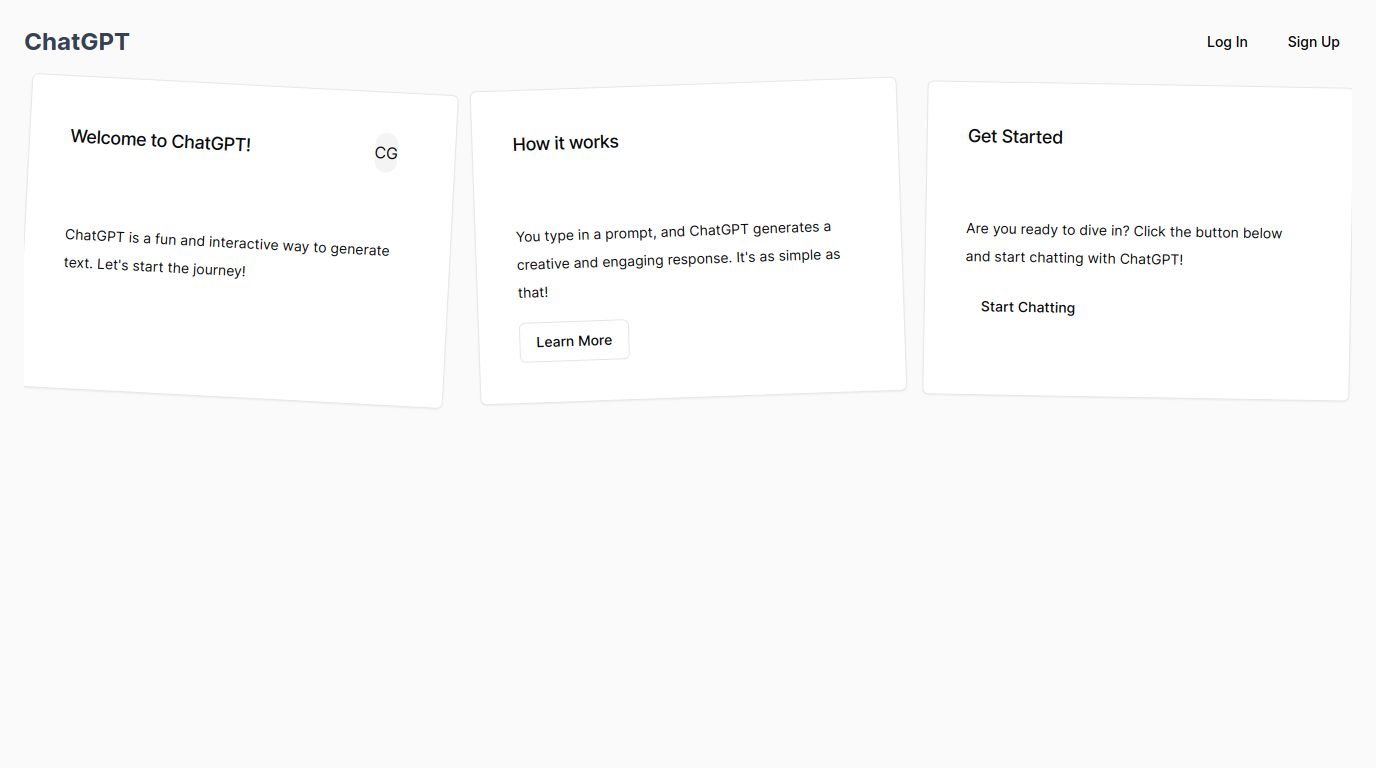 ChatGPT
Log In
Sign Up
Welcome to ChatGPT!
CG
ChatGPT is a fun and interactive way to generate
text. Let's start the journey!
How it works
You type in a prompt, and ChatGPT generates a
creative and engaging response. It's as simple as
that!
Learn More
Get Started
Are you ready to dive in? Click the button below
and start chatting with ChatGPT!
Start Chatting